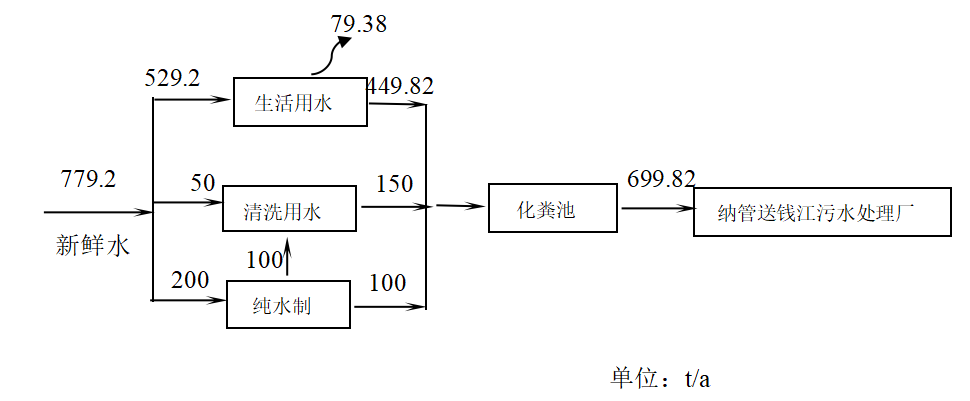 79.38
529.2
生活用水
449.82
779.2
新鲜水
50
清洗用水
150
化粪池
699.82
纳管送钱江污水处理厂
100
200
纯水制
100
单位：t/a